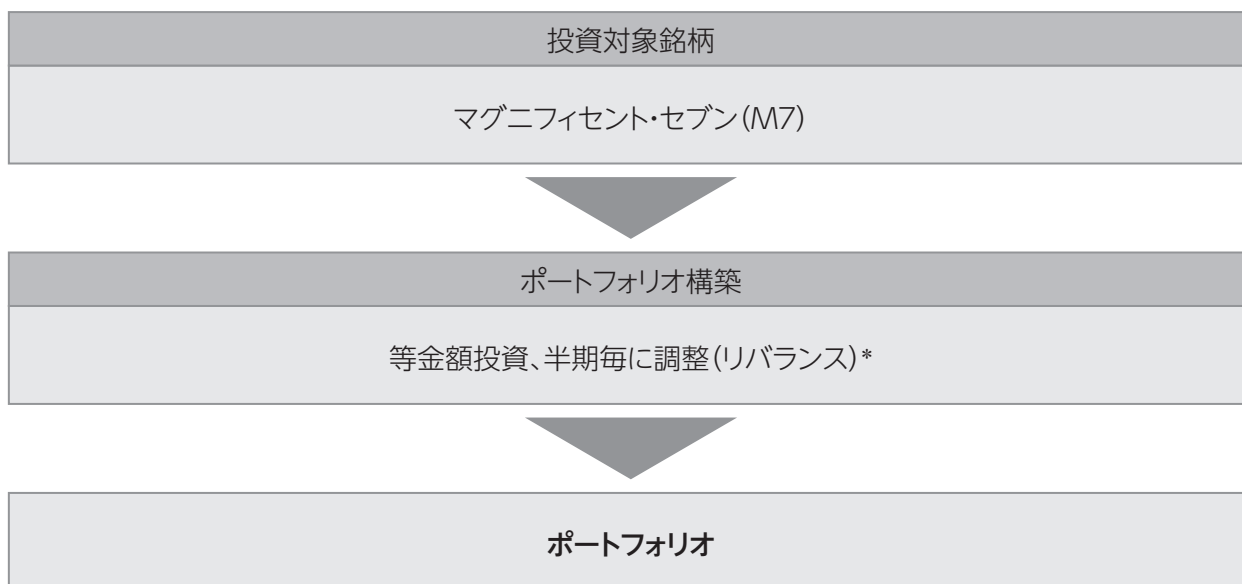 投資対象銘柄
マグニフィセント・セブン(M7)
ポートフォリオ構築
等金額投資、半期毎に調整(リバランス)*
ポートフォリオ